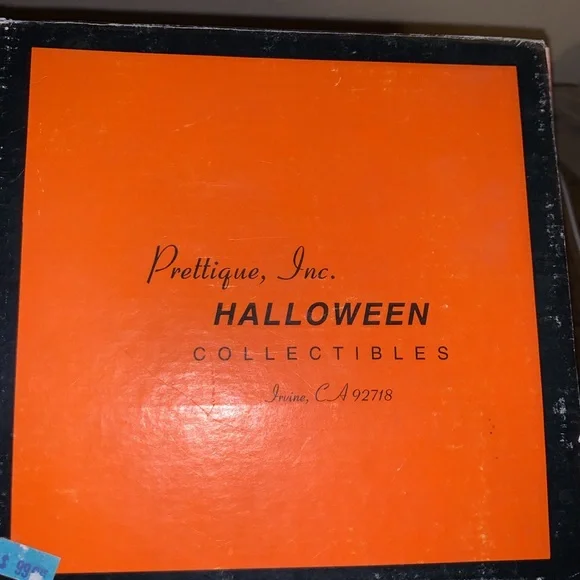 Prettique, Inc.
HALLOWEEN
COLLECTIBLES
Irvine, CA 92718